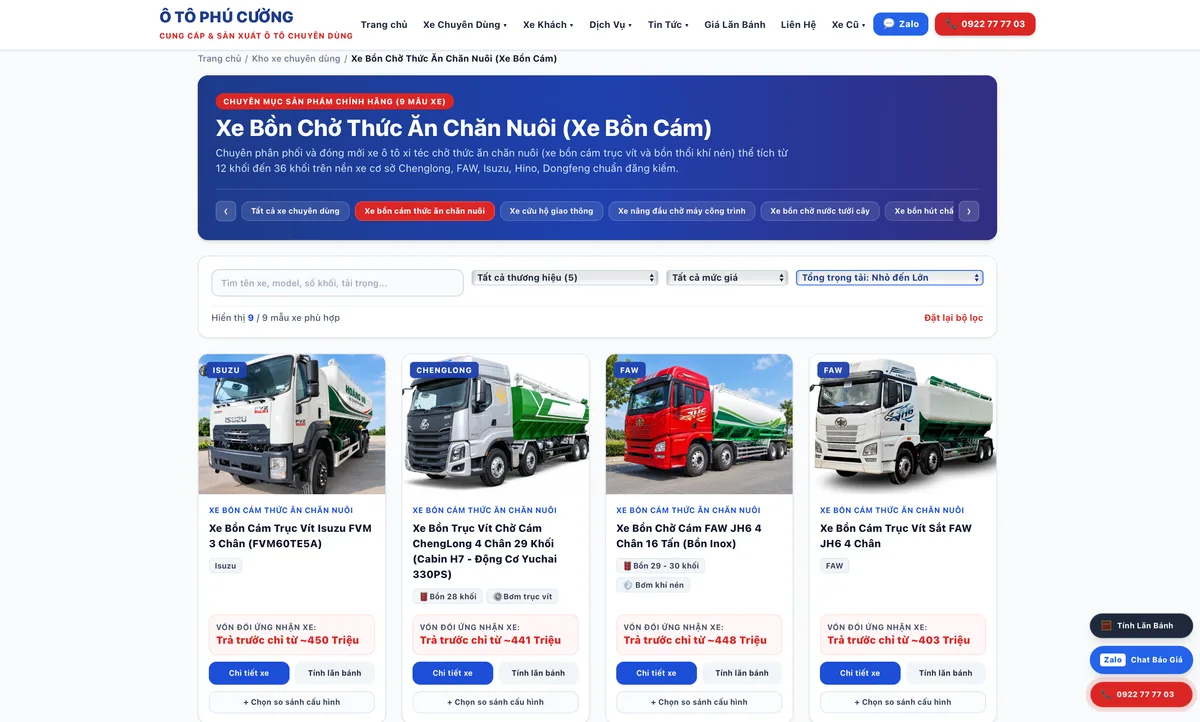 Ô TÔ PHÚ CƯỜNG
CUNG CẤP & SẢN XUẤT Ô TÔ CHUYÊN DÙNG
Trang chủ
Xe Chuyên Dùng
Xe Khách
Dịch Vụ
Tin Tức
Giá Lăn Bánh
Liên Hệ
Xe Cũ
Zalo
0922 77 77 03
Trang chủ / Kho xe chuyên dùng / Xe Bồn Chở Thức Ăn Chăn Nuôi (Xe Bồn Cám)
CHUYÊN MỤC SẢN PHẨM CHÍNH HÃNG (9 MẪU XE)
Xe Bồn Chở Thức Ăn Chăn Nuôi (Xe Bồn Cám)
Chuyên phân phối và đóng mới xe ô tô xi téc chở thức ăn chăn nuôi (xe bồn cám trục vít và bồn thổi khí nén) thể tích từ
12 khối đến 36 khối trên nền xe cơ sở Chenglong, FAW, Isuzu, Hino, Dongfeng chuẩn đăng kiểm.
‹
Tất cả xe chuyên dùng
Xe bồn cám thức ăn chăn nuôi
Xe cứu hộ giao thông
Xe nâng đầu chở máy công trình
Xe bồn chở nước tưới cây
Xe bồn hút chấ
›
Tìm tên xe, model, số khối, tải trọng...
Tất cả thương hiệu (5)
Tất cả mức giá
Tổng trọng tải: Nhỏ đến Lớn
Hiển thị 9 / 9 mẫu xe phù hợp
Đặt lại bộ lọc
ISUZU
CHENGLONG
FAW
FAW
XE BỒN CÁM THỨC ĂN CHĂN NUÔI
Xe Bồn Cám Trục Vít Isuzu FVM
3 Chân (FVM60TE5A)
Isuzu
VỐN ĐỐI ỨNG NHẬN XE:
Trả trước chỉ từ ~450 Triệu
Chi tiết xe
Tính lăn bánh
+ Chọn so sánh cấu hình
XE BỒN CÁM THỨC ĂN CHĂN NUÔI
Xe Bồn Trục Vít Chở Cám
ChengLong 4 Chân 29 Khối
(Cabin H7 - Động Cơ Yuchai
330PS)
Bồn 28 khối
Bơm trục vít
VỐN ĐỐI ỨNG NHẬN XE:
Trả trước chỉ từ ~441 Triệu
Chi tiết xe
Tính lăn bánh
+ Chọn so sánh cấu hình
XE BỒN CÁM THỨC ĂN CHĂN NUÔI
Xe Bồn Chở Cám FAW JH6 4
Chân 16 Tấn (Bồn Inox)
Bồn 29 - 30 khối
Bơm khí nén
VỐN ĐỐI ỨNG NHẬN XE:
Trả trước chỉ từ ~448 Triệu
Chi tiết xe
Tính lăn bánh
+ Chọn so sánh cấu hình
XE BỒN CÁM THỨC ĂN CHĂN NUÔI
Xe Bồn Cám Trục Vít Sắt FAW
JH6 4 Chân
FAW
VỐN ĐỐI ỨNG NHẬN XE:
Trả trước chỉ từ ~403 Triệu
Chi tiết xe
Tính lăn bánh
+ Chọn so sánh cấu hình
Tính Lăn Bánh
Zalo Chat Báo Giá
0922 77 77 03